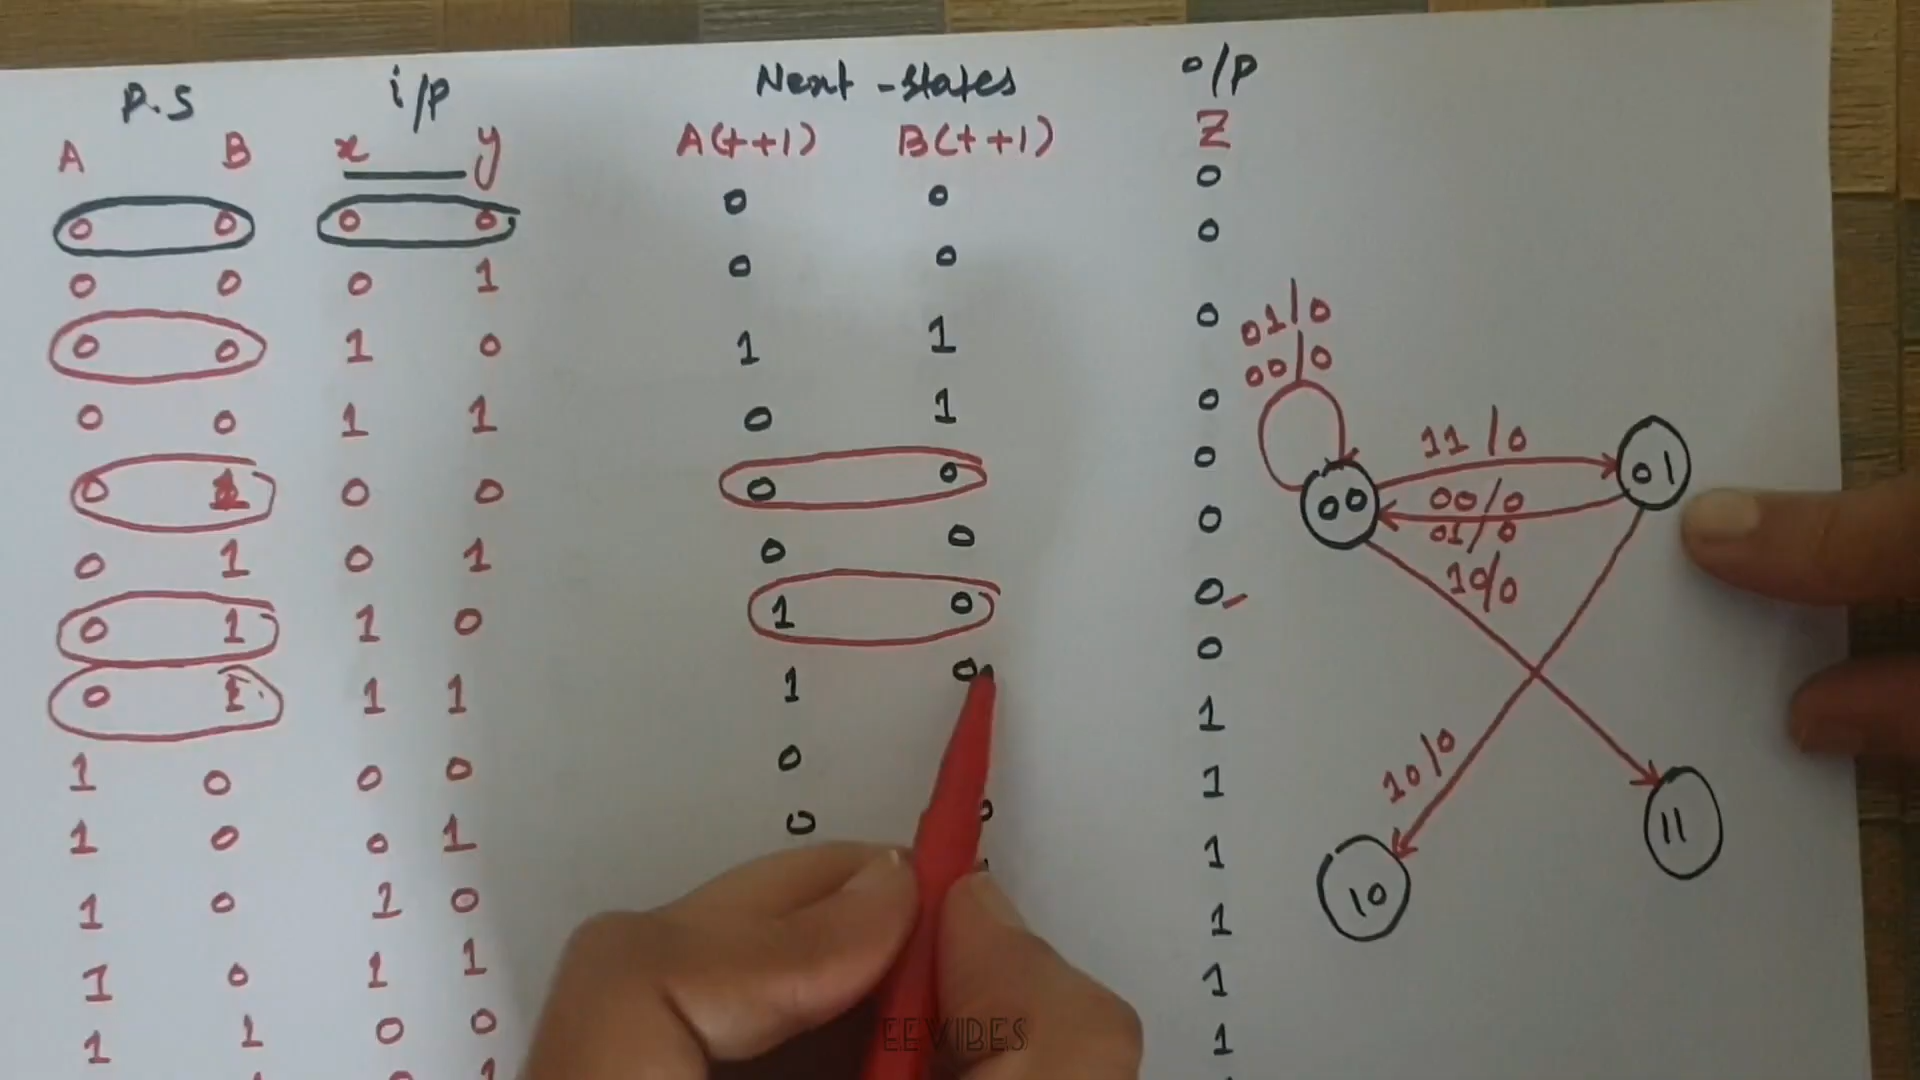 P.S i/p Next-states o/p
A B x y A(t+1) B(t+1) Z
0 0 0 0 0 0 0
0 0 0 1 0 0 0
0 0 1 0 1 1 0
0 0 1 1 0 1 0
0 1 0 0 0 0 0
0 1 0 1 0 0 0
0 1 1 0 1 0 0
0 1 1 1 1 0 0
1 0 0 0 0 1
1 0 0 1 0 0 1
1 0 1 0 1
1 0 1 1 1
1 1 0 0 1
0 1 1
01/0
00/0
00
11/0
01
00/0
01/0
10/0
10/0
10
11
EEVIBES